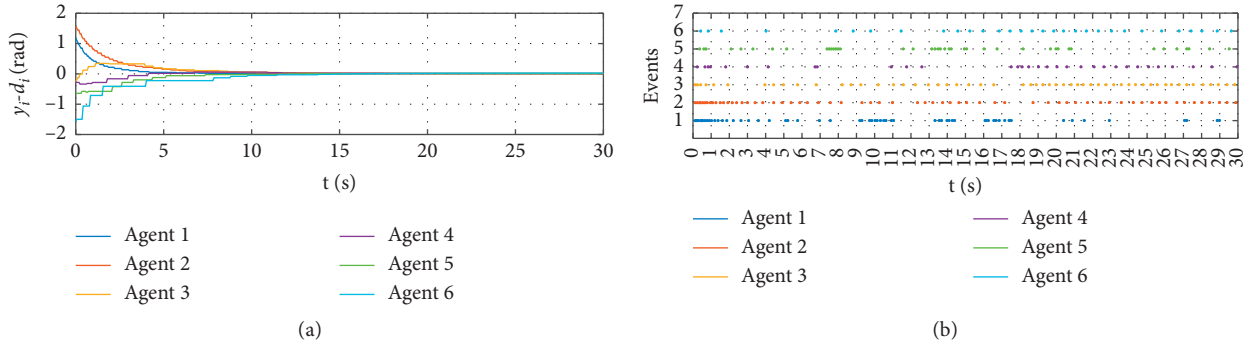 2
1
0
-1
-2
y_i-d_i (rad)
0 5 10 15 20 25 30
t (s)
Agent 1
Agent 2
Agent 3
Agent 4
Agent 5
Agent 6
(a)
7
6
5
4
3
2
1
Events
0 1 2 3 4 5 6 7 8 9 10 11 12 13 14 15 16 17 18 19 20 21 22 23 24 25 26 27 28 29 30
t (s)
Agent 1
Agent 2
Agent 3
Agent 4
Agent 5
Agent 6
(b)